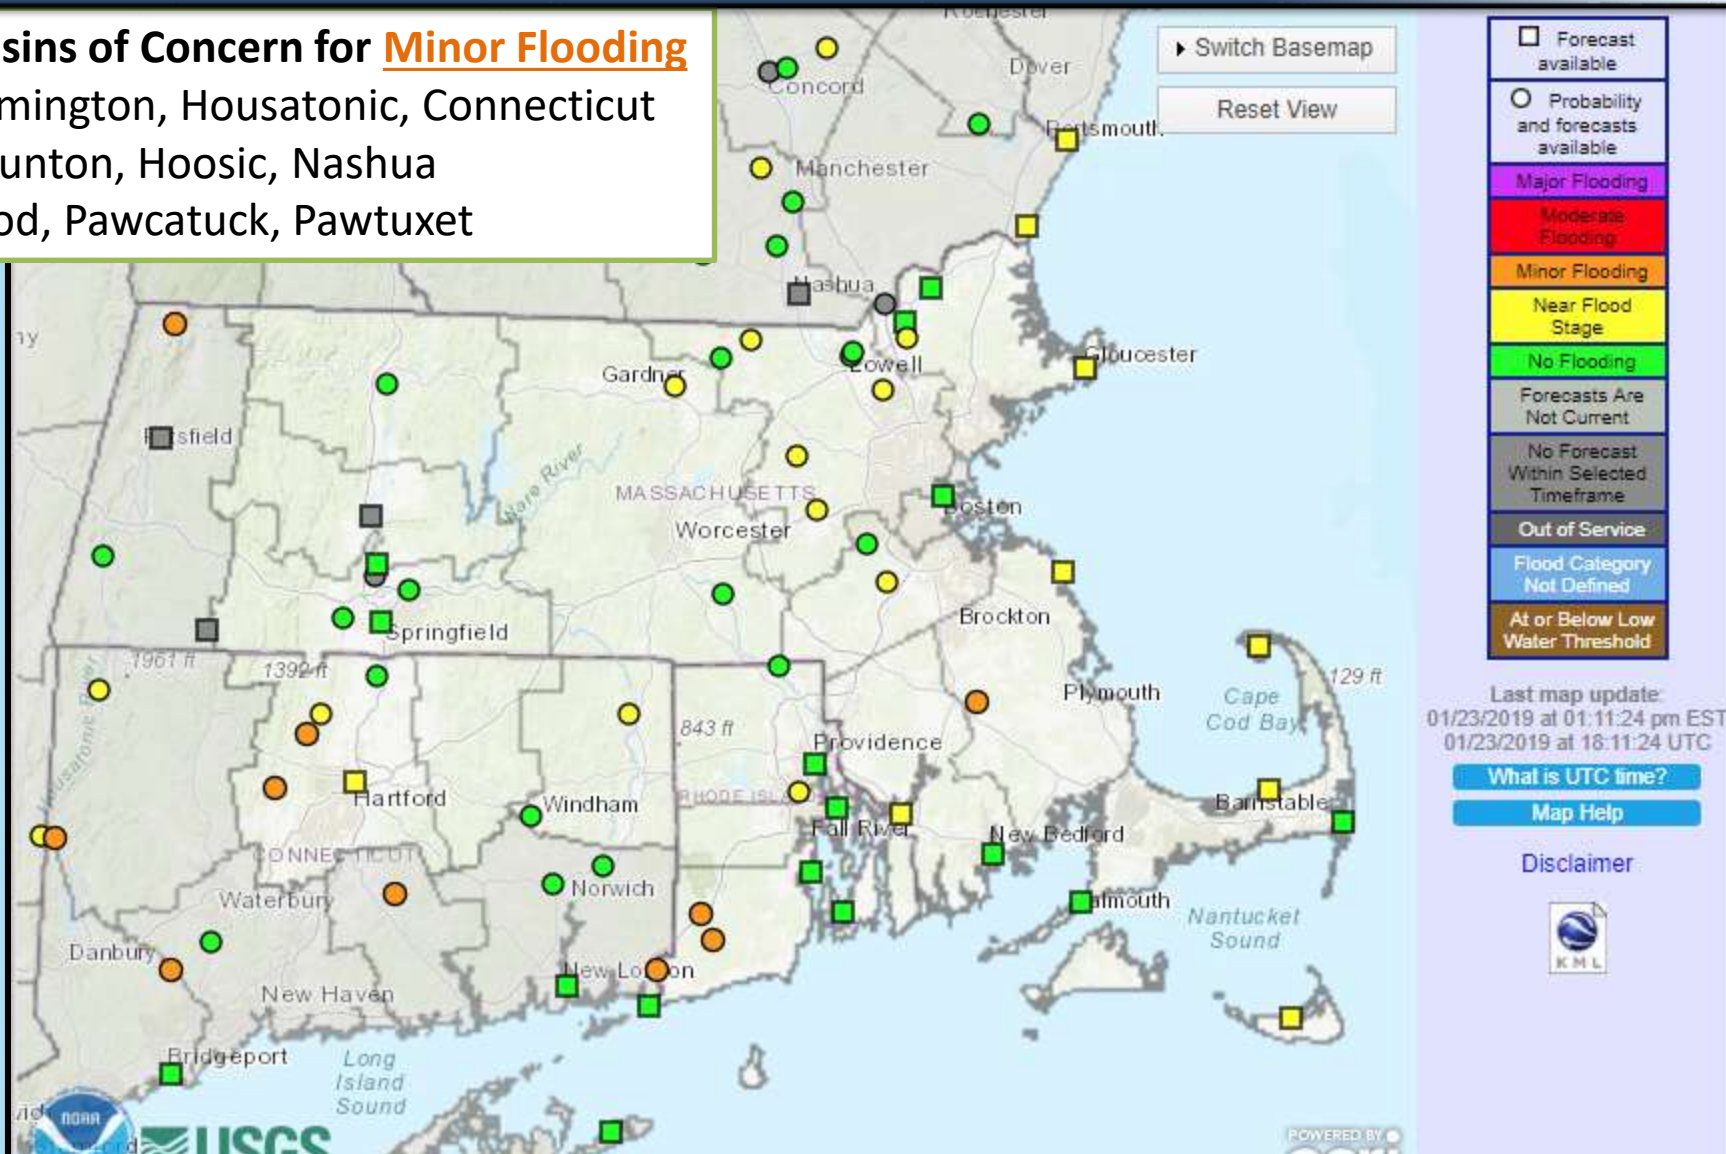 sins of Concern for Minor Flooding
mington, Housatonic, Connecticut
unton, Hoosic, Nashua
od, Pawcatuck, Pawtuxet
Rochester
Dover
Concord
Portsmouth
Manchester
Nashua
Gloucester
Lowell
Gardner
Pittsfield
Ware River
MASSACHUSETTS
Worcester
Boston
Brockton
Springfield
1961 ft
1392 ft
129 ft
Plymouth
Cape
Cod Bay
843 ft
Housatonic River
Providence
Hartford
Windham
RHODE ISLAND
Barnstable
Fall River
New Bedford
CONNECTICUT
Norwich
Waterbury
Falmouth
Nantucket
Sound
Danbury
New London
New Haven
Bridgeport
Long
Island
Sound
NOAA
USGS
POWERED BY
esri
Switch Basemap
Reset View
Forecast
available
Probability
and forecasts
available
Major Flooding
Moderate
Flooding
Minor Flooding
Near Flood
Stage
No Flooding
Forecasts Are
Not Current
No Forecast
Within Selected
Timeframe
Out of Service
Flood Category
Not Defined
At or Below Low
Water Threshold
Last map update:
01/23/2019 at 01:11:24 pm EST
01/23/2019 at 18:11:24 UTC
What is UTC time?
Map Help
Disclaimer
KML